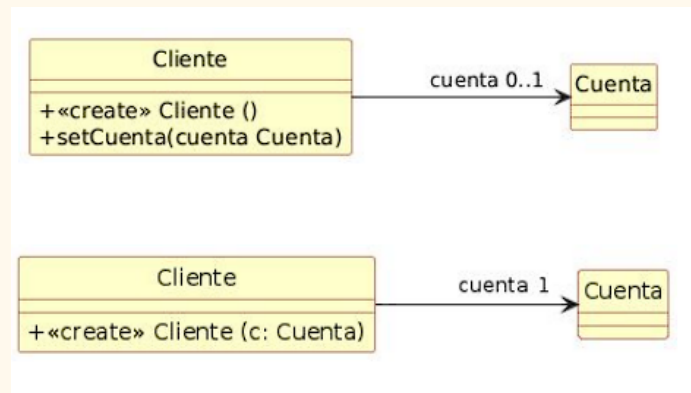 Cliente
cuenta 0..1
Cuenta
+«create» Cliente ()
+setCuenta(cuenta Cuenta)
Cliente
cuenta 1
Cuenta
+«create» Cliente (c: Cuenta)